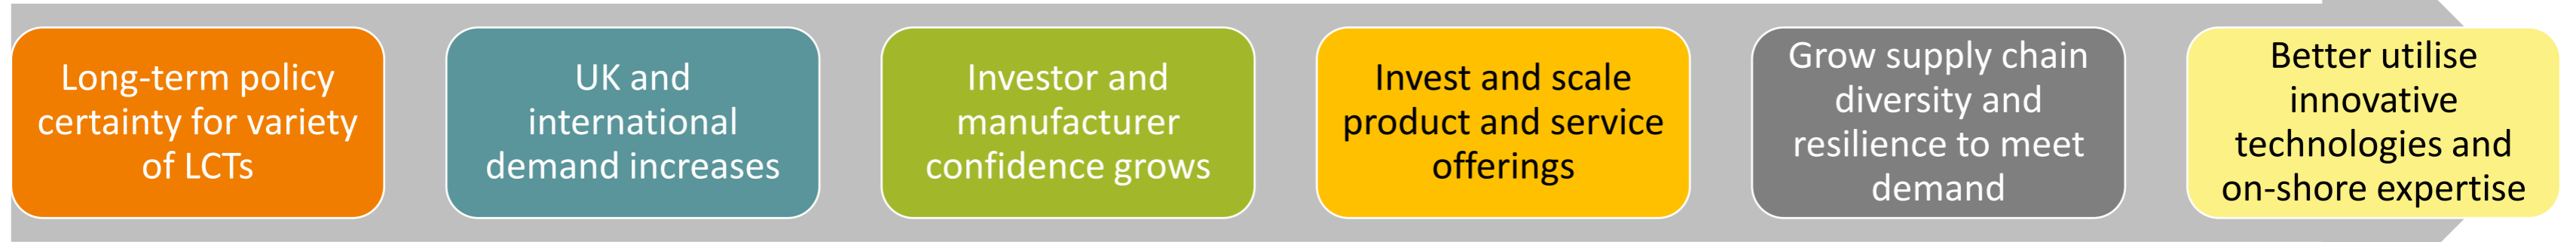 Long-term policy
certainty for variety
of LCTs
UK and
international
demand increases
Investor and
manufacturer
confidence grows
Invest and scale
product and service
offerings
Grow supply chain
diversity and
resilience to meet
demand
Better utilise
innovative
technologies and
on-shore expertise